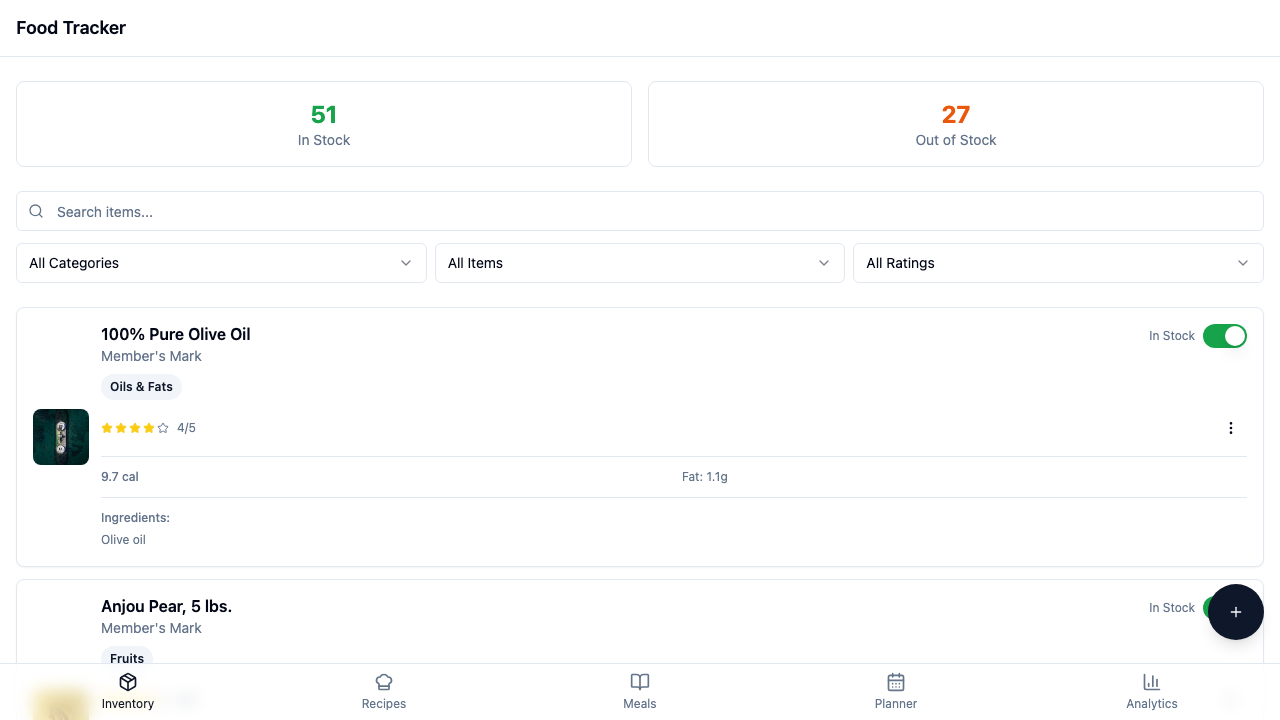 Food Tracker
51
In Stock
27
Out of Stock
Search items...
All Categories
All Items
All Ratings
100% Pure Olive Oil
In Stock
Member's Mark
Oils & Fats
4/5
9.7 cal
Fat: 1.1g
Ingredients:
Olive oil
Anjou Pear, 5 lbs.
In Stock
Member's Mark
Fruits
Inventory
Recipes
Meals
Planner
Analytics